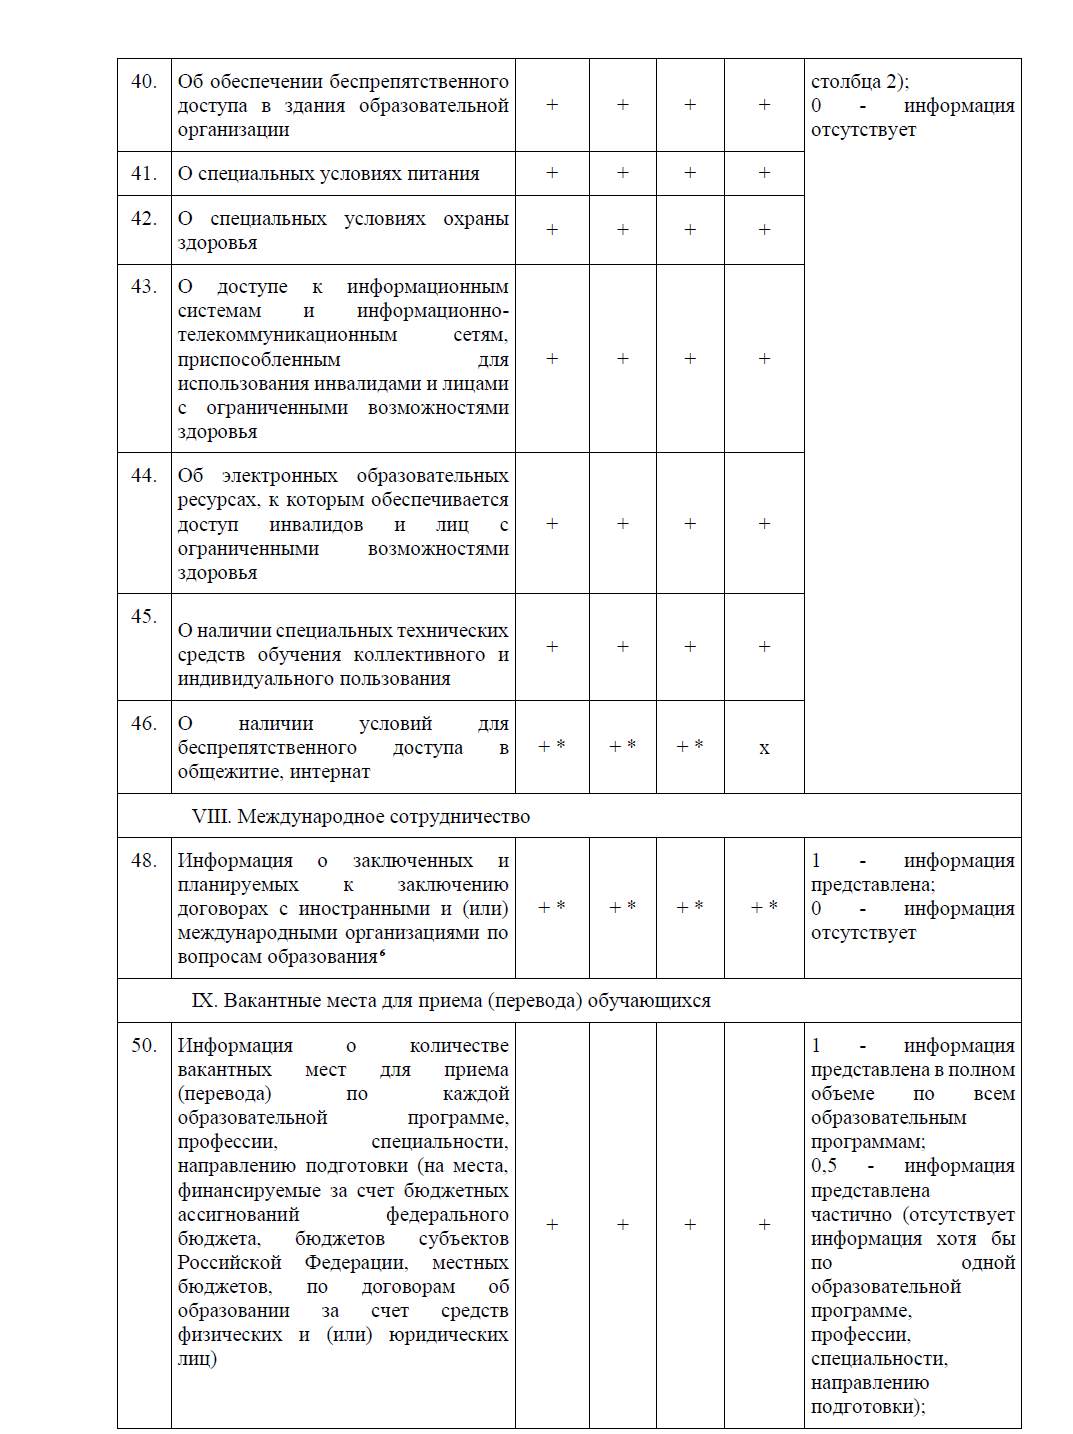 40.
Об обеспечении беспрепятственного
доступа в здания образовательной
организации
+ + + +
столбца 2);
0 - информация
отсутствует
41. О специальных условиях питания + + + +
42.
О специальных условиях охраны
здоровья
+ + + +
43.
О доступе к информационным
системам и информационно-
телекоммуникационным сетям,
приспособленным для
использования инвалидами и лицами
с ограниченными возможностями
здоровья
+ + + +
44.
Об электронных образовательных
ресурсах, к которым обеспечивается
доступ инвалидов и лиц с
ограниченными возможностями
здоровья
+ + + +
45.
О наличии специальных технических
средств обучения коллективного и
индивидуального пользования
+ + + +
46.
О наличии условий для
беспрепятственного доступа в
общежитие, интернат
+ * + * + * х
VIII. Международное сотрудничество
48.
Информация о заключенных и
планируемых к заключению
договорах с иностранными и (или)
международными организациями по
вопросам образования⁶
+ * + * + * + *
1 - информация
представлена;
0 - информация
отсутствует
IX. Вакантные места для приема (перевода) обучающихся
50.
Информация о количестве
вакантных мест для приема
(перевода) по каждой
образовательной программе,
профессии, специальности,
направлению подготовки (на места,
финансируемые за счет бюджетных
ассигнований федерального
бюджета, бюджетов субъектов
Российской Федерации, местных
бюджетов, по договорам об
образовании за счет средств
физических и (или) юридических
лиц)
+ + + +
1 - информация
представлена в полном
объеме по всем
образовательным
программам;
0,5 - информация
представлена
частично (отсутствует
информация хотя бы
по одной
образовательной
программе,
профессии,
специальности,
направлению
подготовки);